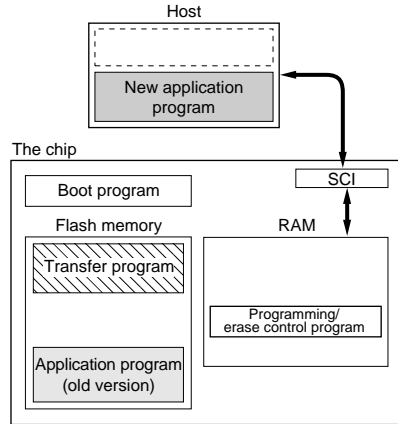 Host
New application
program
The chip
SCI
Boot program
Flash memory
RAM
Transfer program
Programming/
erase control program
Application program
(old version)